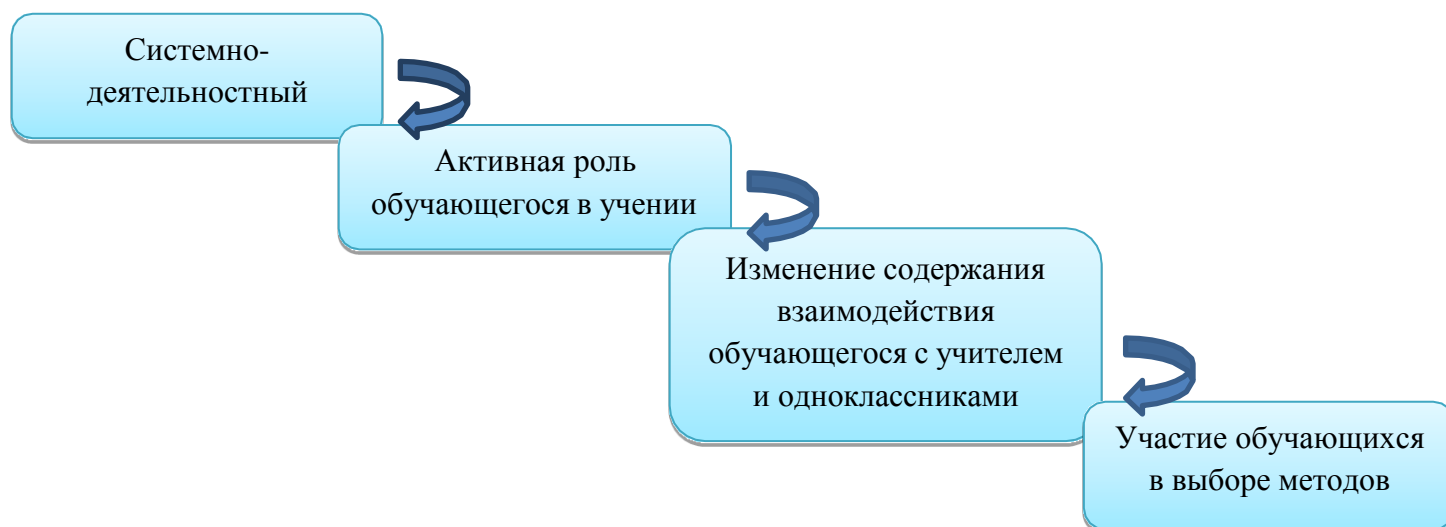 Системно-
деятельностный
Активная роль
обучающегося в учении
Изменение содержания
взаимодействия
обучающегося с учителем
и одноклассниками
Участие обучающихся
в выборе методов